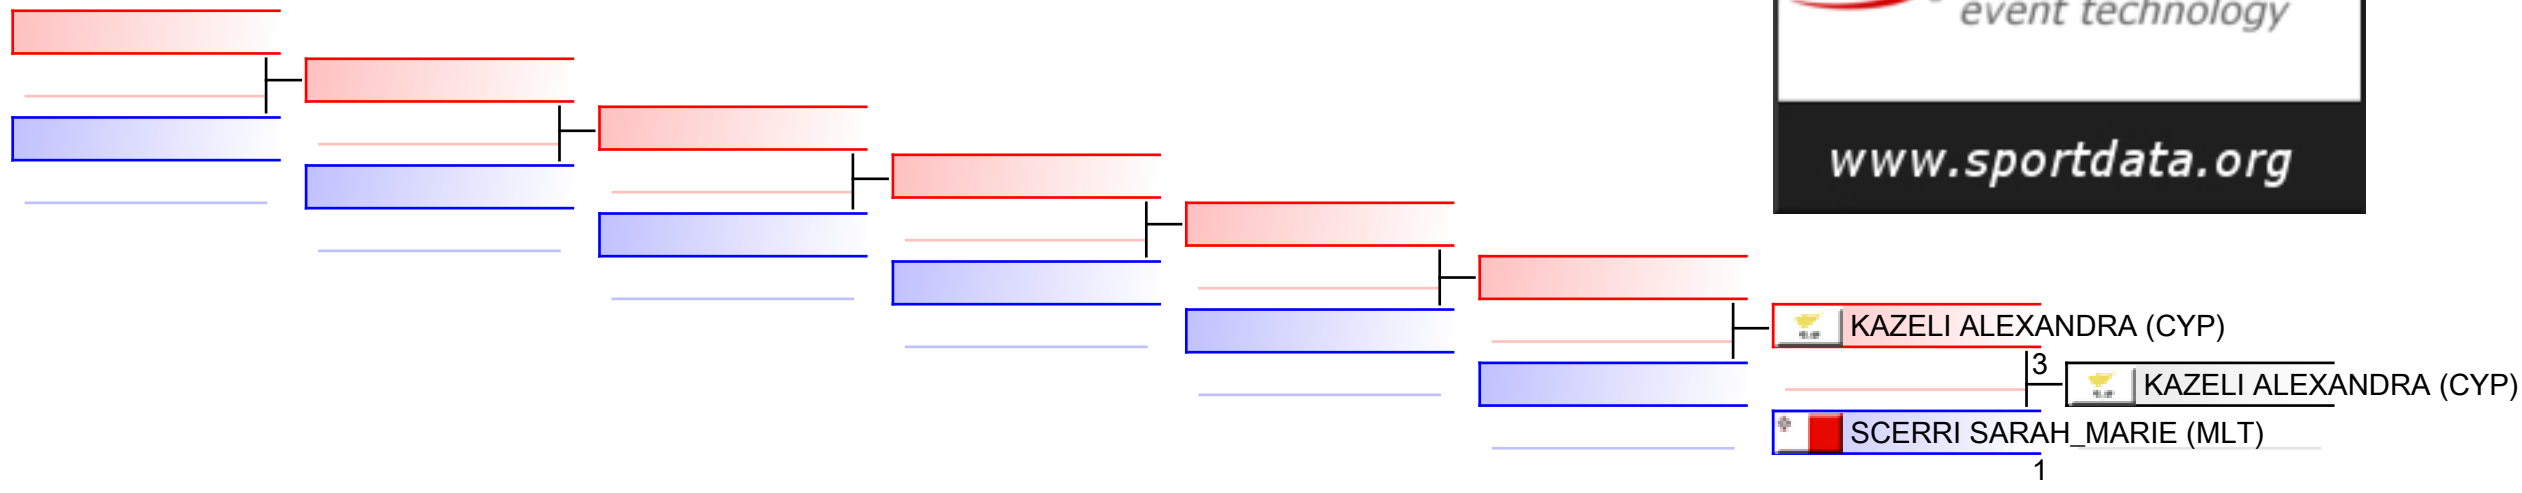 event technology
www.sportdata.org
KAZELI ALEXANDRA (CYP)
3
KAZELI ALEXANDRA (CYP)
SCERRI SARAH_MARIE (MLT)
1